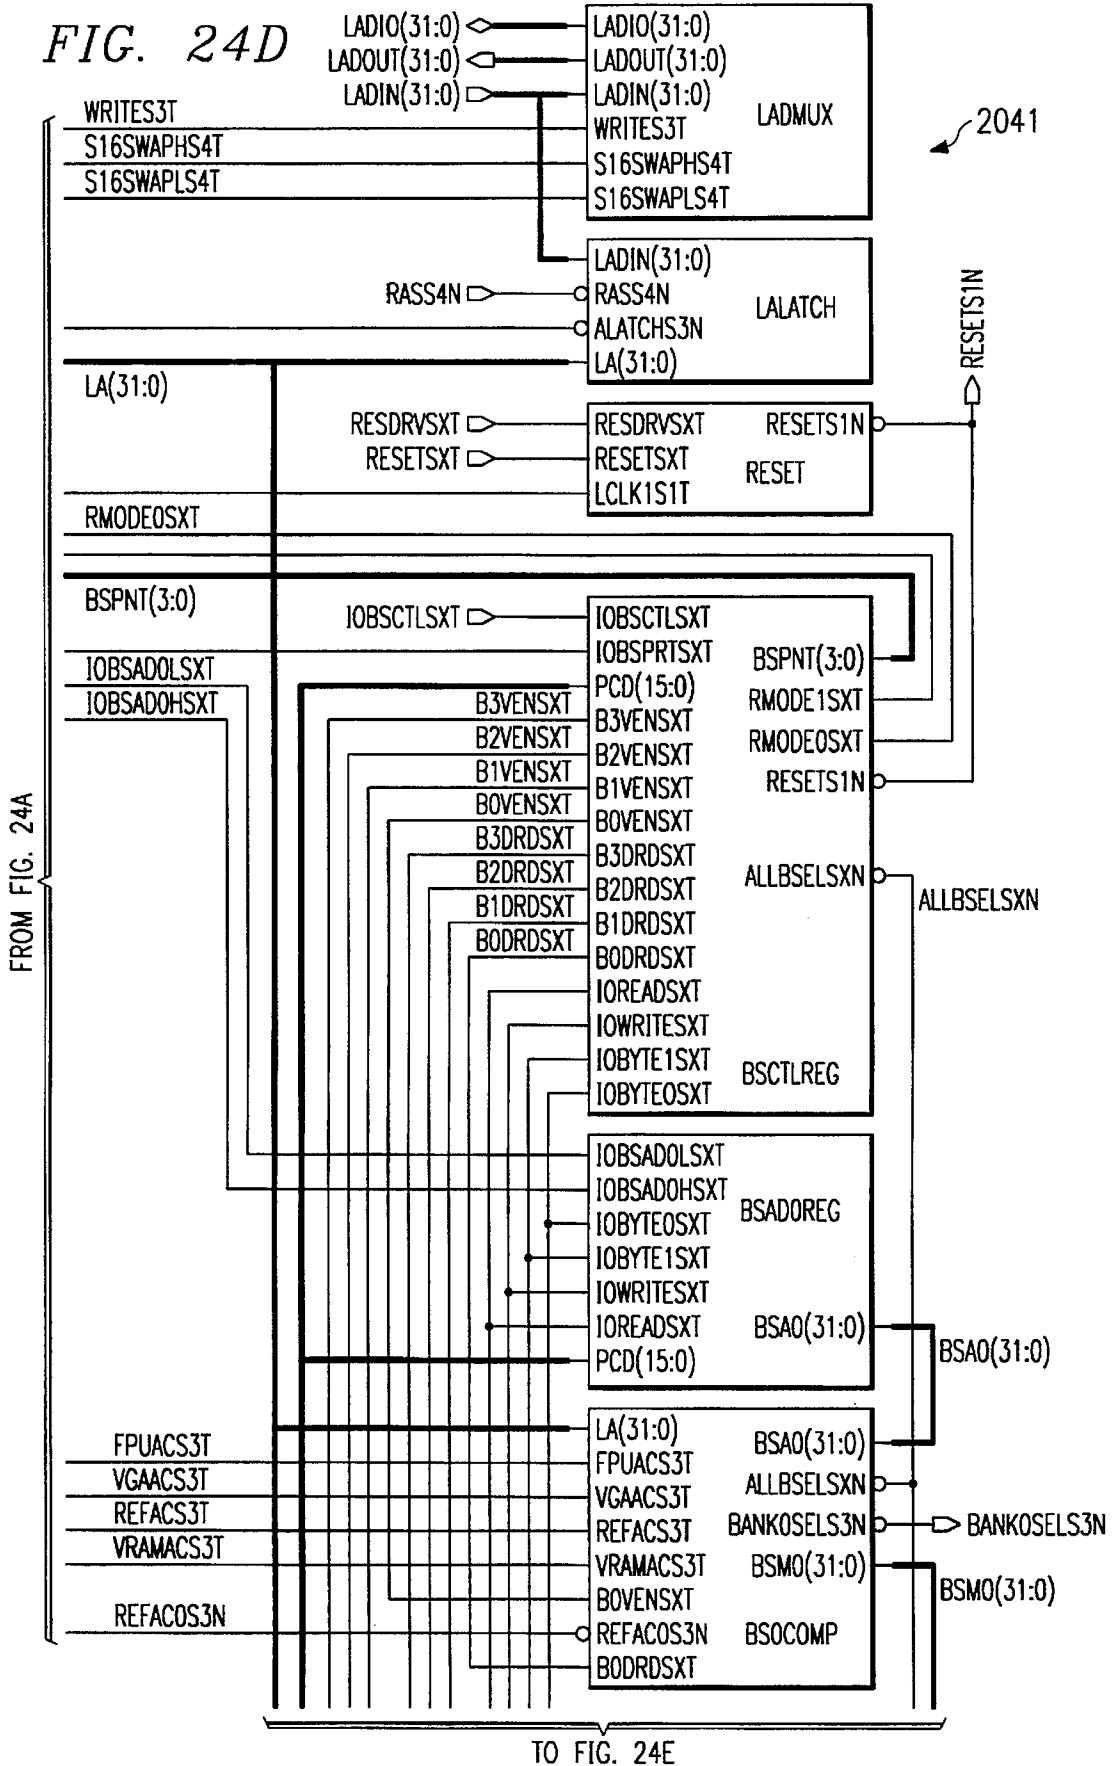 FIG. 24D
LADIO(31:0) LADIO(31:0)
LADOUT(31:0) LADOUT(31:0)
LADIN(31:0) LADIN(31:0)
LADMUX
WRITES3T WRITES3T
2041
S16SWAPHS4T S16SWAPHS4T
S16SWAPLS4T S16SWAPLS4T
LADIN(31:0)
RASS4N RASS4N
LALATCH
ALATCHS3N
LA(31:0)
LA(31:0)
RESETS1N
RESDRVSXT RESDRVSXT RESETS1N
RESETSXT RESETSXT
RESET
LCLK1S1T
RMODE0SXT
BSPNT(3:0)
IOBSCTLSXT IOBSCTLSXT
IOBSPRTSXT BSPNT(3:0)
IOBSAD0LSXT
PCD(15:0)
RMODE1SXT
IOBSAD0HSXT
B3VENSXT B3VENSXT
RMODE0SXT
B2VENSXT B2VENSXT
B1VENSXT B1VENSXT
RESETS1N
B0VENSXT B0VENSXT
B3DRDSXT B3DRDSXT
B2DRDSXT B2DRDSXT
ALLBSELSXN
ALLBSELSXN
B1DRDSXT B1DRDSXT
B0DRDSXT B0DRDSXT
IOREADSXT
IOWRITESXT
IOBYTE1SXT
BSCTLREG
IOBYTE0SXT
FROM FIG. 24A
IOBSAD0LSXT
IOBSAD0HSXT
BSAD0REG
IOBYTE0SXT
IOBYTE1SXT
IOWRITESXT
IOREADSXT BSA0(31:0)
BSA0(31:0)
PCD(15:0)
LA(31:0)
BSA0(31:0)
FPUACS3T FPUACS3T
VGAACS3T VGAACS3T
ALLBSELSXN
REFACS3T REFACS3T
BANK0SELS3N BANK0SELS3N
VRAMACS3T VRAMACS3T
BSM0(31:0)
BSM0(31:0)
B0VENSXT
REFACOS3N REFACOS3N
BS0COMP
B0DRDSXT
TO FIG. 24E